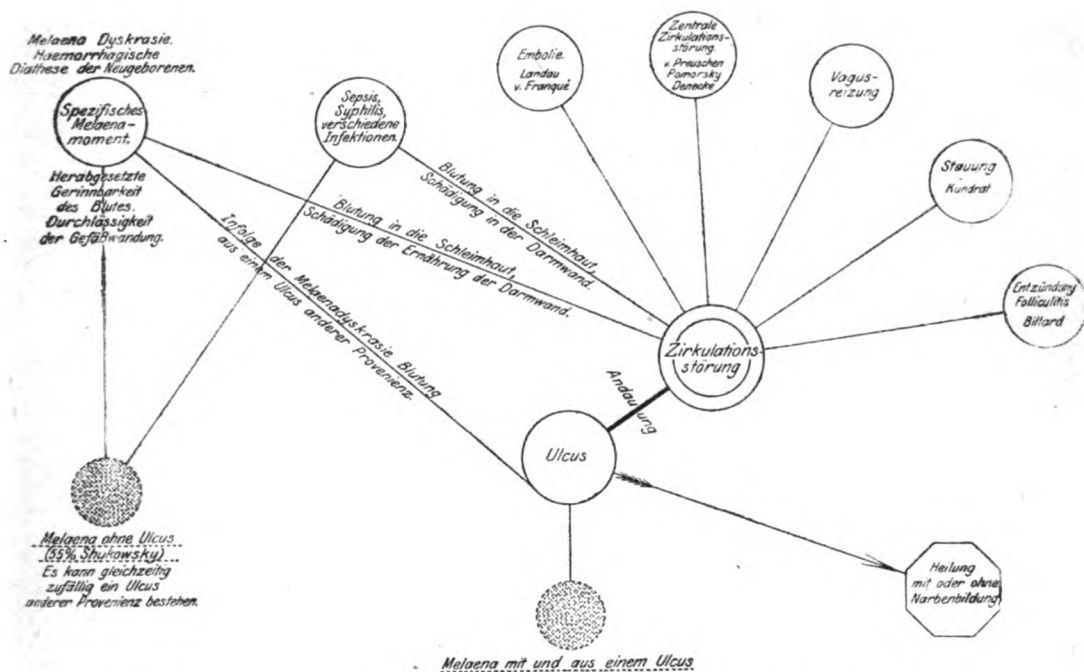 Melaena Dyskrasie.
Haemorrhagische
Diathese der Neugeborenen.
Spezifisches
Melaena-
moment.
Herabgesetzte
Gerinnbarkeit
des Blutes.
Durchlässigkeit
der Gefäßwandung.
Sepsis,
Syphilis,
verschiedene
Infektionen.
Embolie.
Landau
v. Franqué
Zentrale
Zirkulations-
störung.
v. Preuschen
Pomorsky
Denecke
Vagus-
reizung
Stauung
Kundrat
Entzündung
Folliculitis
Billard
Blutung in die Schleimhaut,
Schädigung in der Darmwand.
Blutung in die Schleimhaut,
Schädigung der Ernährung der Darmwand.
Infolge der Melaenadyskrasie Blutung
aus einem Ulcus anderer Provenienz.
Zirkulations-
störung
Andauung
Ulcus
Melaena ohne Ulcus
(55% Shukowsky)
Es kann gleichzeitig
zufällig ein Ulcus
anderer Provenienz bestehen.
Heilung
mit oder ohne
Narbenbildung
Melaena mit und aus einem Ulcus